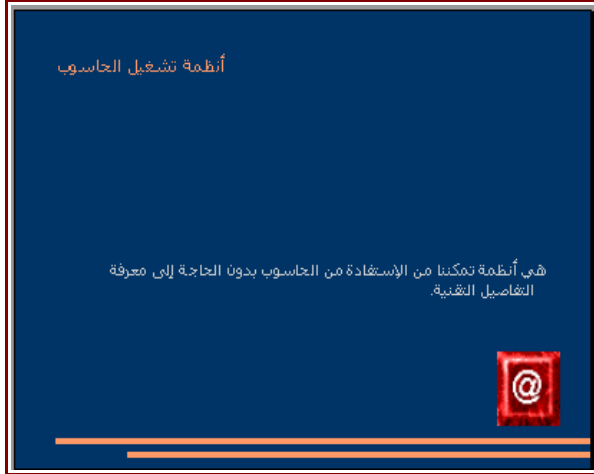 أنظمة تشغيل الحاسوب
هي أنظمة تمكننا من الإستفادة من الحاسوب بدون الحاجة إلى معرفة
التفاصيل التقنية.
@